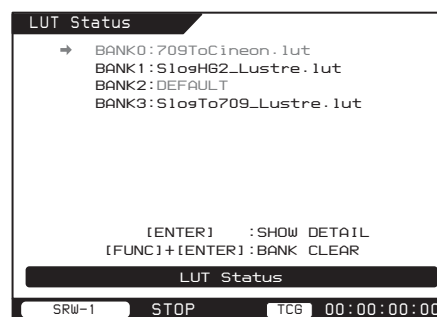 LUT Status
➡ BANK0:709ToCineon.lut
BANK1:SlogHG2_Lustre.lut
BANK2:DEFAULT
BANK3:SlogTo709_Lustre.lut
[ENTER] :SHOW DETAIL
[FUNC]+[ENTER]:BANK CLEAR
LUT Status
SRW-1 STOP TCG 00:00:00:00